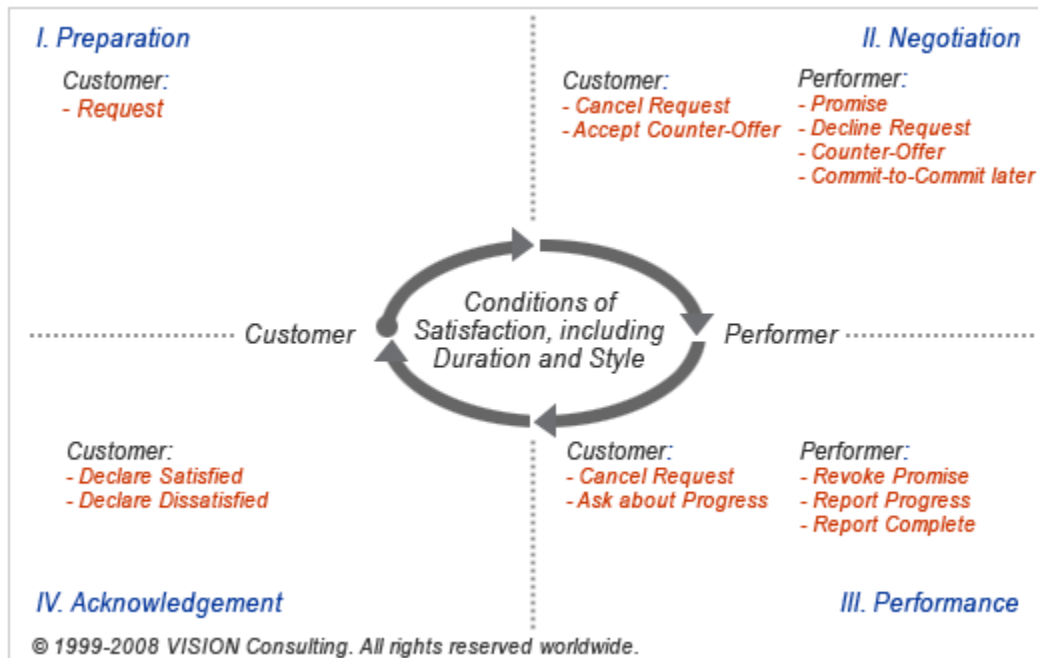 I. Preparation
Customer:
- Request
II. Negotiation
Customer:
- Cancel Request
- Accept Counter-Offer
Performer:
- Promise
- Decline Request
- Counter-Offer
- Commit-to-Commit later
Customer
Conditions of
Satisfaction, including
Duration and Style
Performer
Customer:
- Declare Satisfied
- Declare Dissatisfied
IV. Acknowledgement
Customer:
- Cancel Request
- Ask about Progress
Performer:
- Revoke Promise
- Report Progress
- Report Complete
III. Performance
© 1999-2008 VISION Consulting. All rights reserved worldwide.